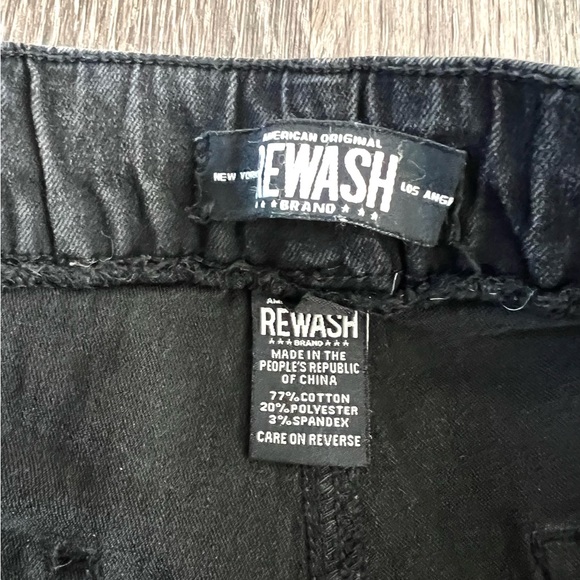 AMERICAN ORIGINAL
NEW YORK REWASH LOS ANGE
BRAND
REWASH
BRAND
MADE IN THE
PEOPLE'S REPUBLIC
OF CHINA
77% COTTON
20% POLYESTER
3% SPANDEX
CARE ON REVERSE